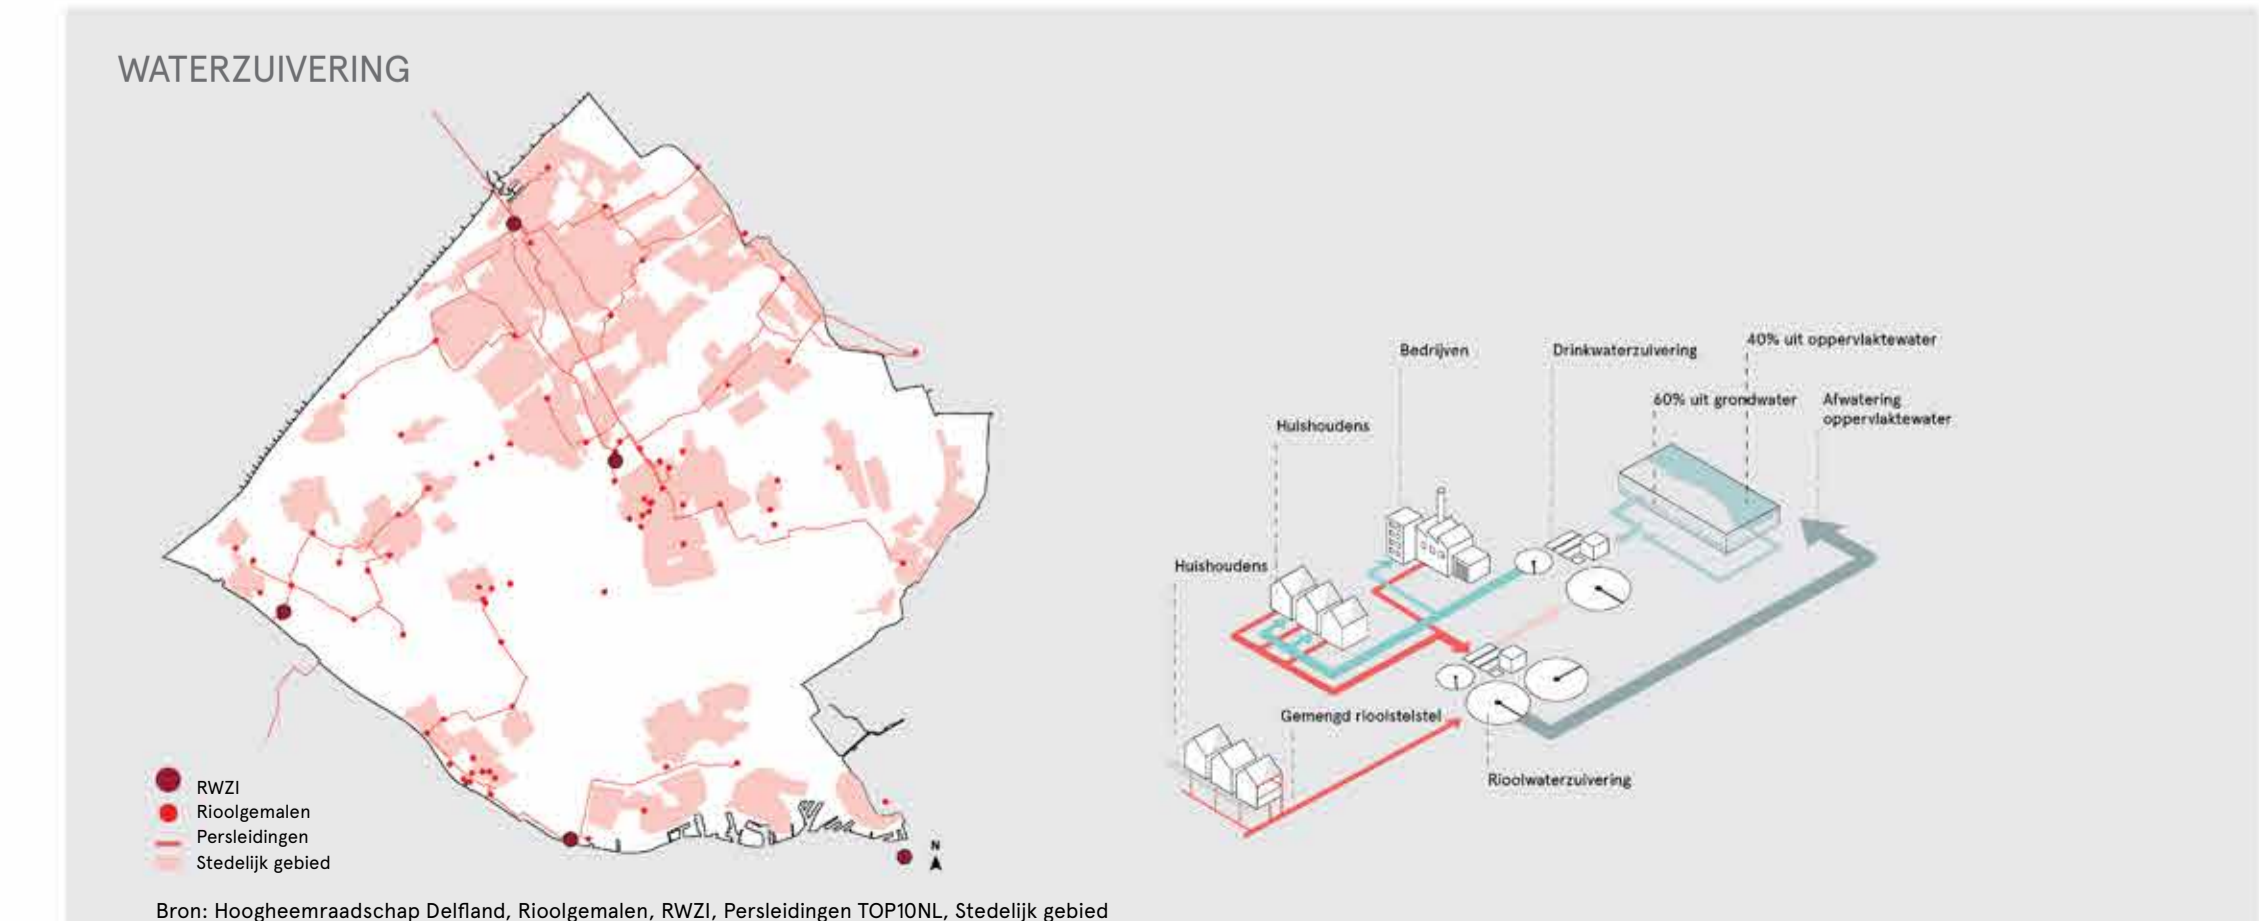 WATERZUIVERING
N
RWZI
Rioolgemalen
Persleidingen
Stedelijk gebied
Bron: Hoogheemraadschap Delfland, Rioolgemalen, RWZI, Persleidingen TOP10NL, Stedelijk gebied
40% uit oppervlaktewater
Bedrijven
Drinkwaterzuivering
60% uit grondwater
Afwatering
oppervlaktewater
Huishoudens
Huishoudens
Gemengd rioolstelstel
Rioolwaterzuivering